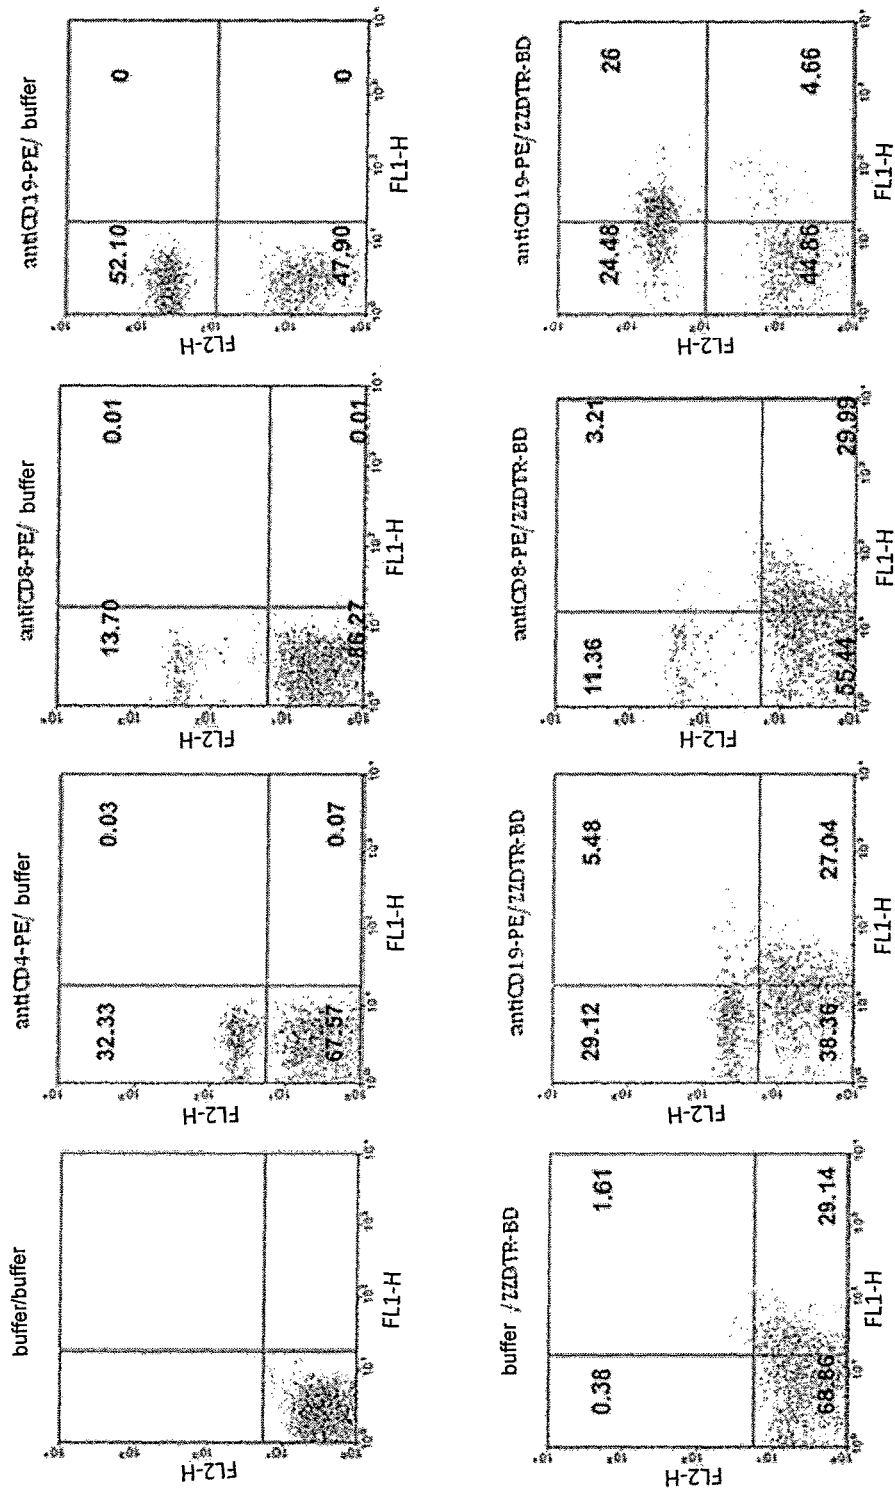 buffer/buffer
FL2-H
FL1-H
antiCD4-PE/ buffer
32.33
0.03
67.57
0.07
FL2-H
FL1-H
antiCD8-PE/ buffer
13.70
0.01
86.27
0.01
FL2-H
FL1-H
antiCD19-PE/ buffer
52.10
0
47.90
0
FL2-H
FL1-H
buffer /ZZDTR-BD
0.38
1.61
68.86
29.14
FL2-H
FL1-H
antiCD19-PE/ZZDTR-BD
29.12
5.48
38.36
27.04
FL2-H
FL1-H
antiCD8-PE/ZZDTR-BD
11.36
3.21
55.44
29.99
FL2-H
FL1-H
antiCD19-PE/ZZDTR-BD
24.48
26
44.86
4.66
FL2-H
FL1-H